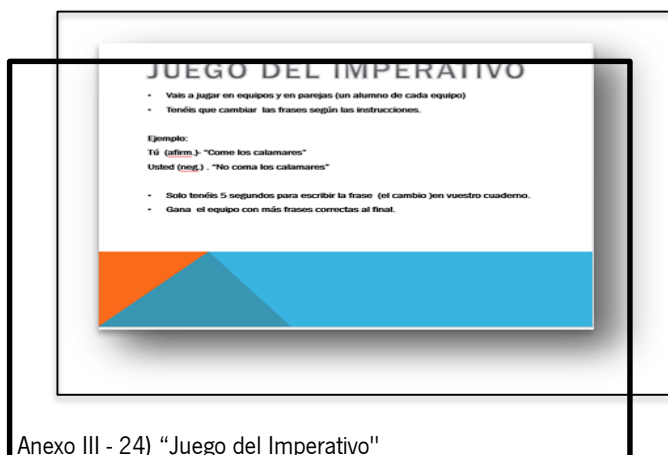 JUEGO DEL IMPERATIVO
- Vais a jugar en equipos y en parejas (un alumno de cada equipo)
- Tenéis que cambiar las frases según las instrucciones.
Ejemplo:
Tú (afirm.)- “Come los calamares”
Usted (neg.) . “No coma los calamares”
- Solo tenéis 5 segundos para escribir la frase (el cambio )en vuestro cuaderno.
- Gana el equipo con más frases correctas al final.
Anexo III - 24) “Juego del Imperativo"